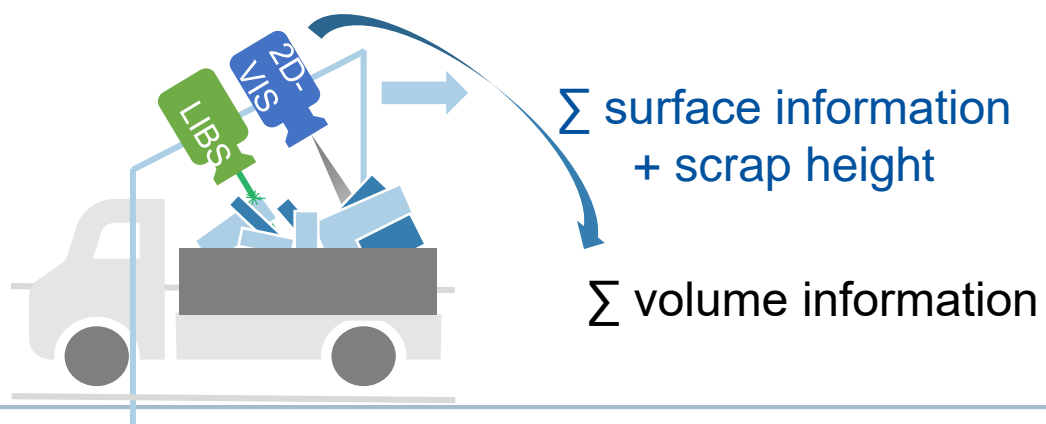 2D-
VIS
LIBS
∑ surface information
+ scrap height
∑ volume information